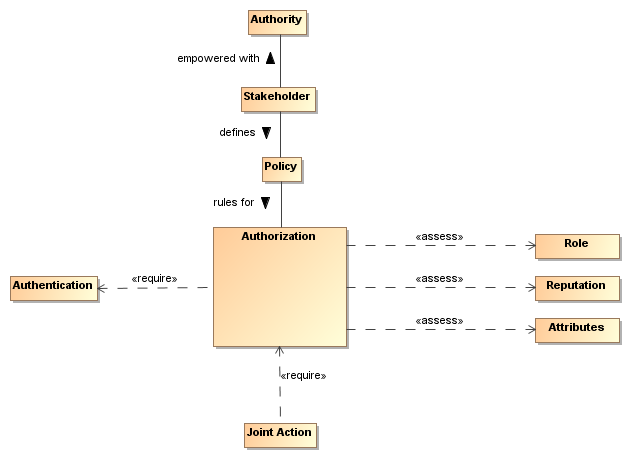 Authority
empowered with
Stakeholder
defines
Policy
rules for
Authorization
«assess»
Role
«require»
Authentication
«assess»
Reputation
«assess»
Attributes
«require»
Joint Action